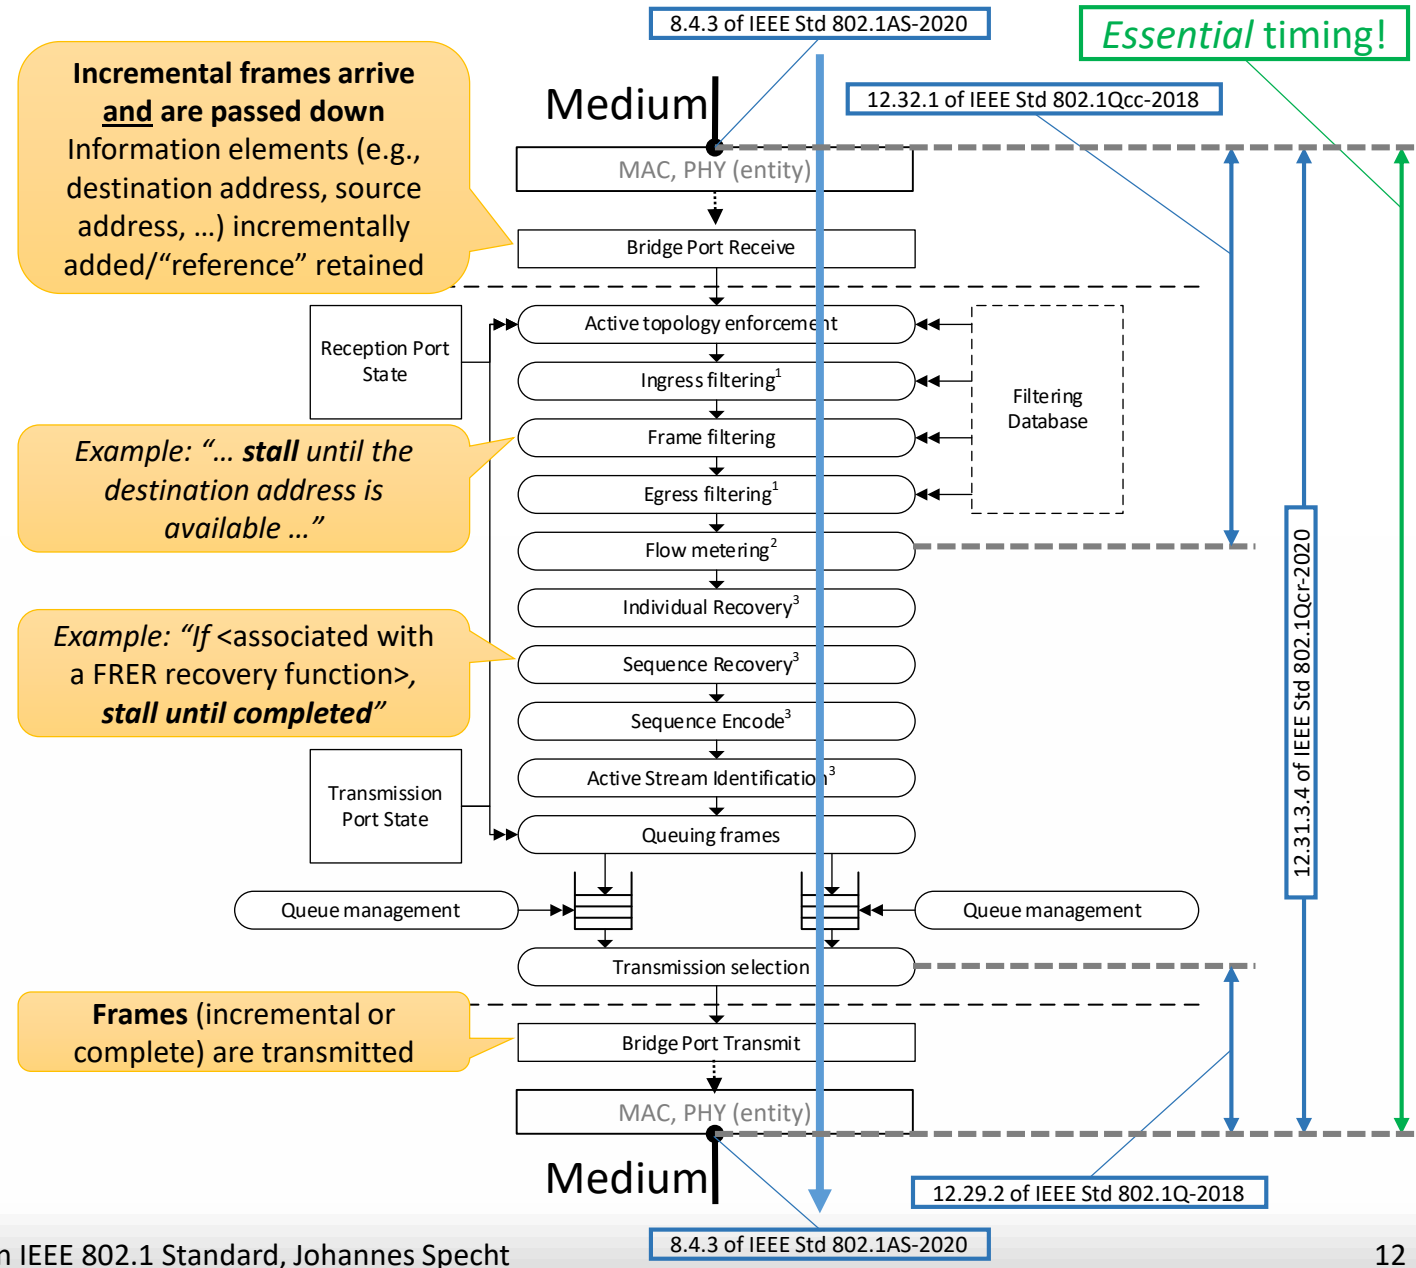 8.4.3 of IEEE Std 802.1AS-2020
Essential timing!
Incremental frames arrive
and are passed down
Information elements (e.g.,
destination address, source
address, …) incrementally
added/“reference” retained
Medium
12.32.1 of IEEE Std 802.1Qcc-2018
MAC, PHY (entity)
Bridge Port Receive
Reception Port
State
Active topology enforcement
Ingress filtering1
Filtering
Database
Example: “… stall until the
destination address is
available …”
Frame filtering
Egress filtering1
Flow metering2
12.31.3.4 of IEEE Std 802.1Qcr-2020
Individual Recovery3
Example: “If <associated with
a FRER recovery function>,
stall until completed”
Sequence Recovery3
Sequence Encode3
Active Stream Identification3
Transmission
Port State
Queuing frames
Queue management
Queue management
Transmission selection
Frames (incremental or
complete) are transmitted
Bridge Port Transmit
MAC, PHY (entity)
Medium
12.29.2 of IEEE Std 802.1Q-2018
8.4.3 of IEEE Std 802.1AS-2020
IEEE 802.1 Standard, Johannes Specht
12